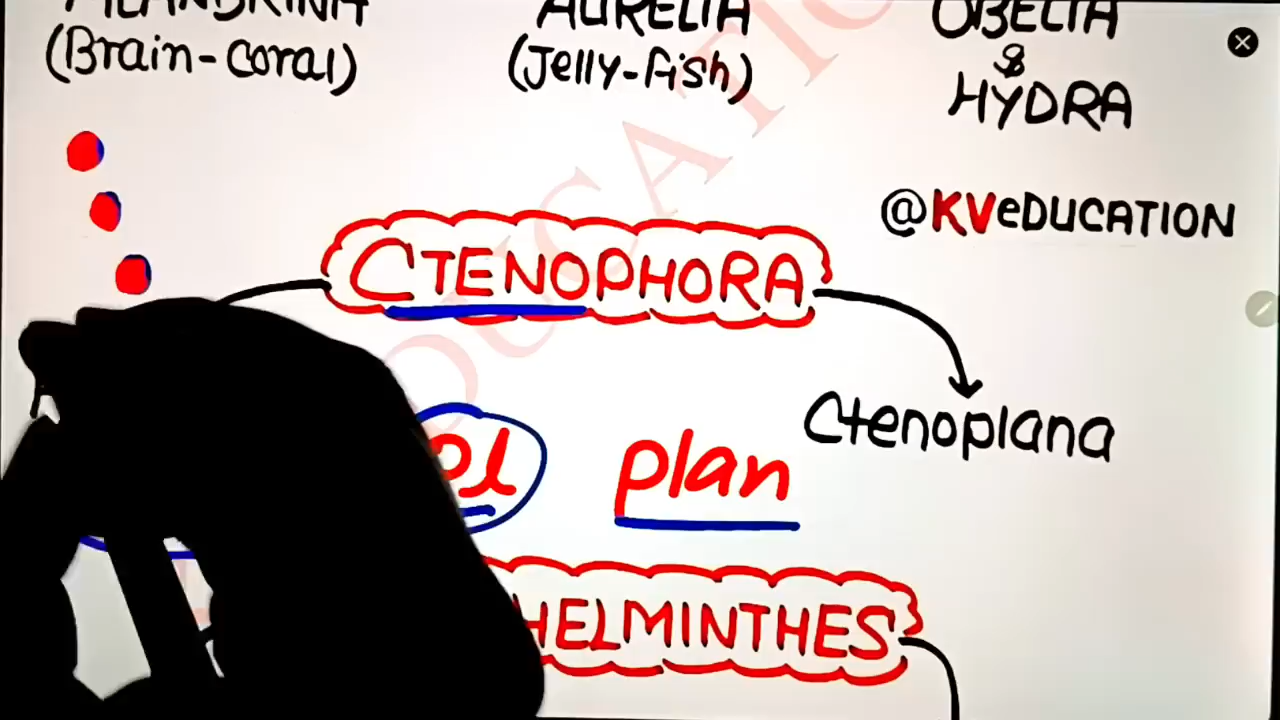 AURELIA
OBELIA
(Brain-coral)
(Jelly-fish)
&
HYDRA
@KVeDUCATION
CTENOPHORA
Ctenoplana
plan
HELMINTHES